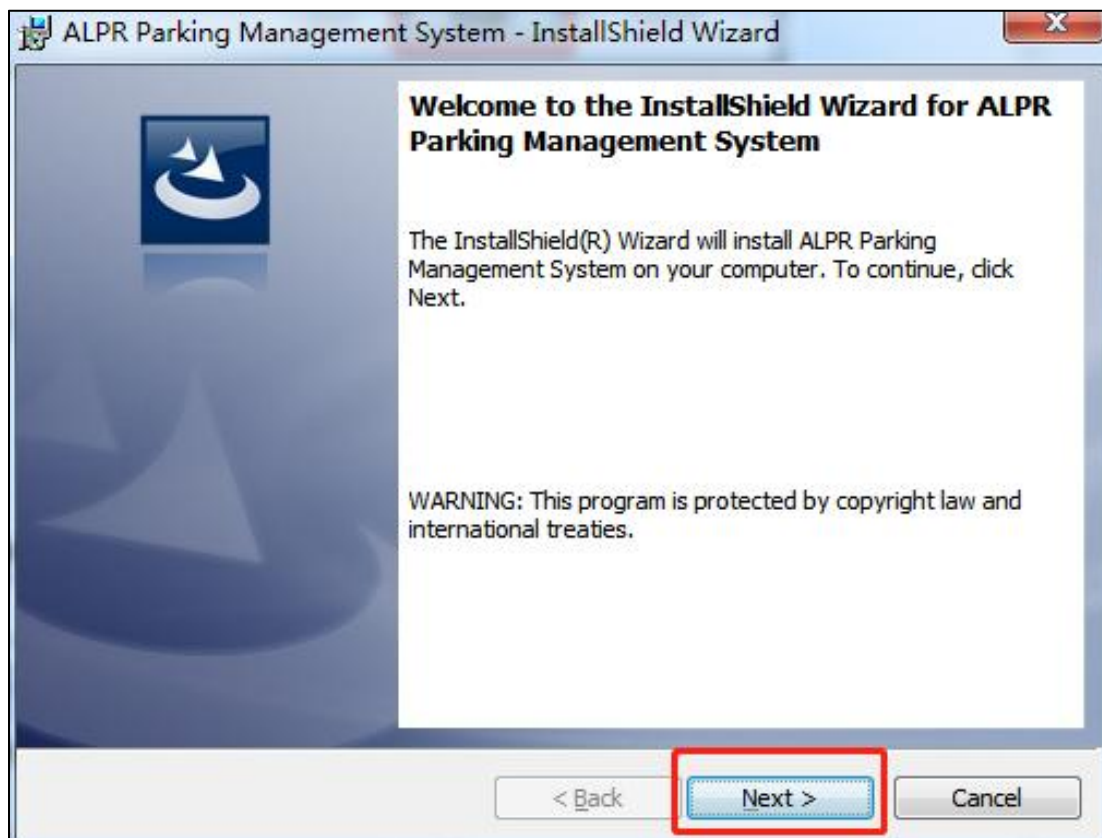 ALPR Parking Management System - InstallShield Wizard
Welcome to the InstallShield Wizard for ALPR
Parking Management System
The InstallShield(R) Wizard will install ALPR Parking
Management System on your computer. To continue, click
Next.
WARNING: This program is protected by copyright law and
international treaties.
< Back Next > Cancel